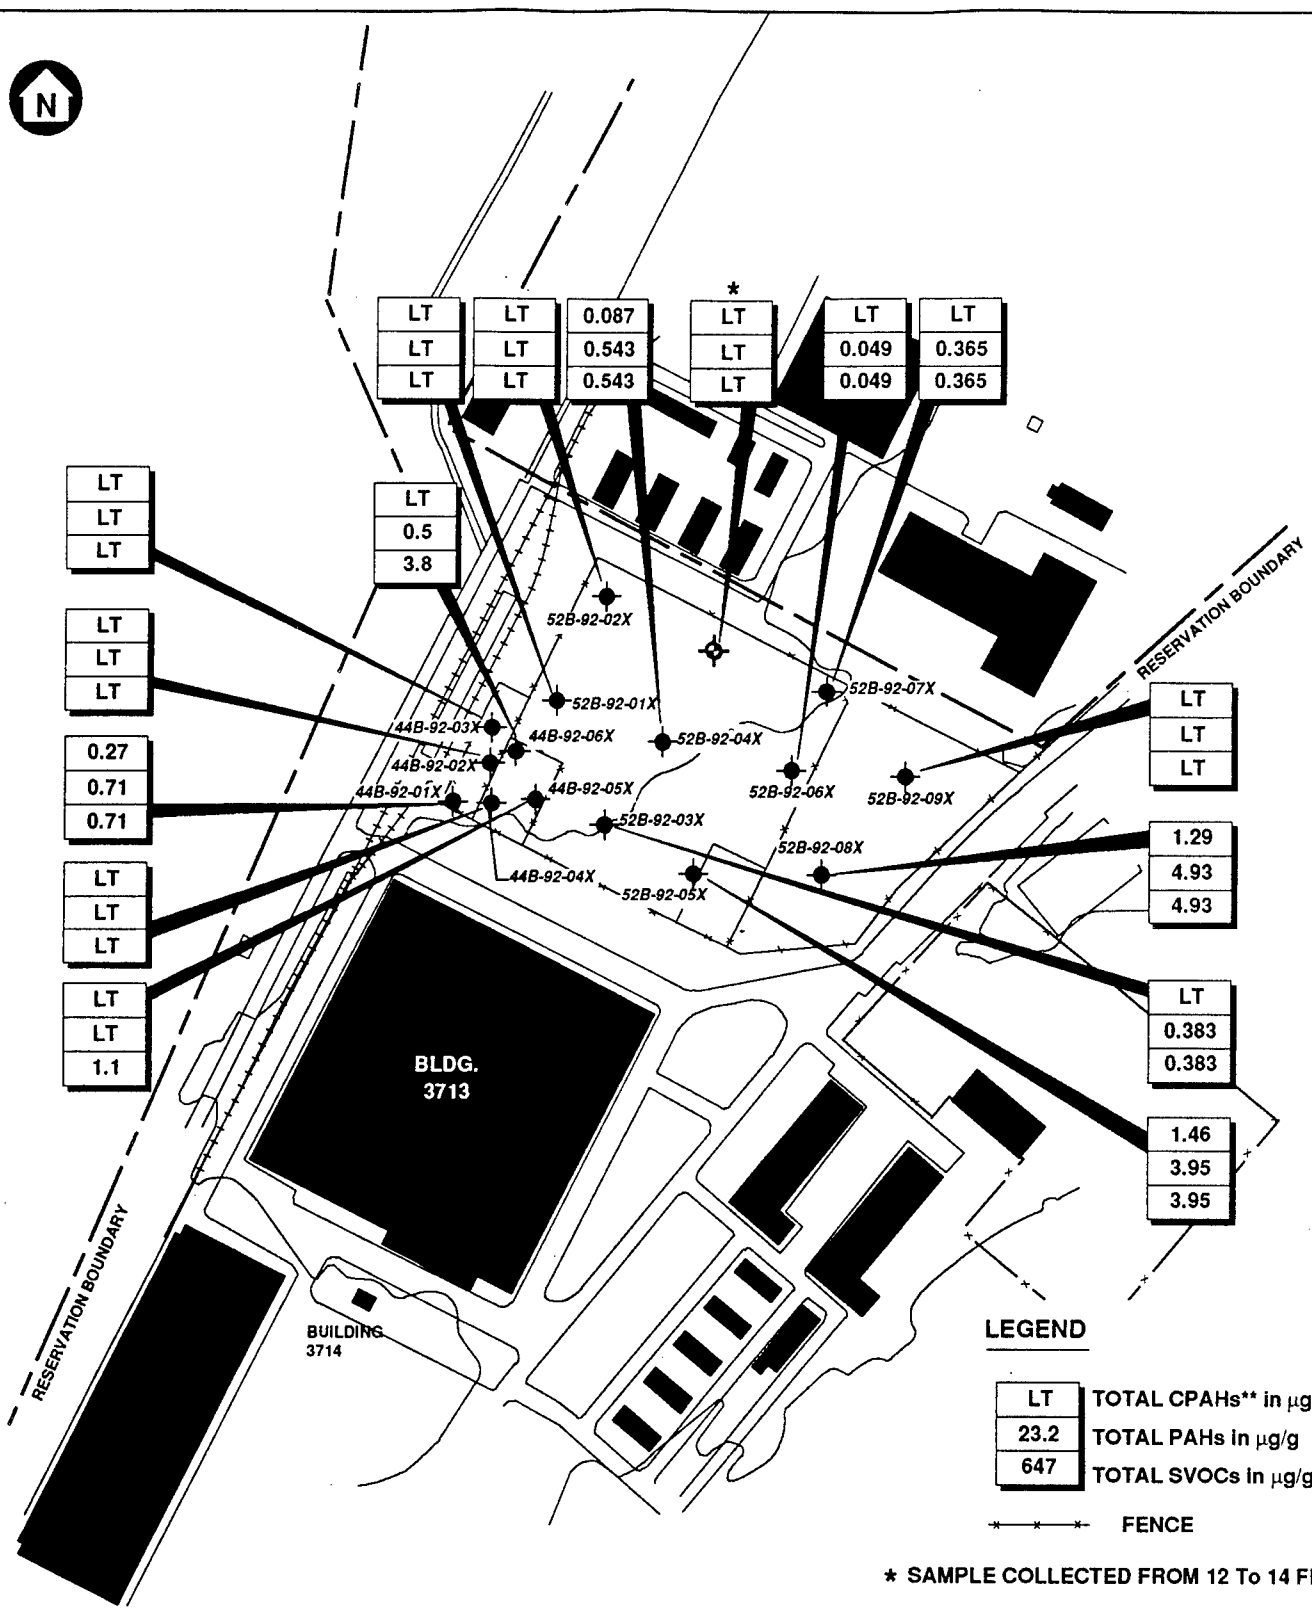 N
*
LT
LT
LT
LT
LT
LT
0.087
0.543
0.543
LT
LT
LT
LT
0.049
0.049
LT
0.365
0.365
LT
LT
LT
LT
0.5
3.8
RESERVATION BOUNDARY
52B-92-02X
LT
LT
LT
52B-92-07X
52B-92-01X
LT
LT
LT
44B-92-03X
44B-92-06X
52B-92-04X
44B-92-02X
0.27
0.71
0.71
44B-92-01X
44B-92-05X
52B-92-06X
52B-92-09X
52B-92-03X
52B-92-08X
1.29
4.93
4.93
44B-92-04X
52B-92-05X
LT
LT
LT
LT
LT
1.1
LT
0.383
0.383
BLDG.
3713
1.46
3.95
3.95
RESERVATION BOUNDARY
BUILDING
3714
LEGEND
LT TOTAL CPAHs** in µg
23.2 TOTAL PAHs in µg/g
647 TOTAL SVOCs in µg/g
FENCE
* SAMPLE COLLECTED FROM 12 To 14 F